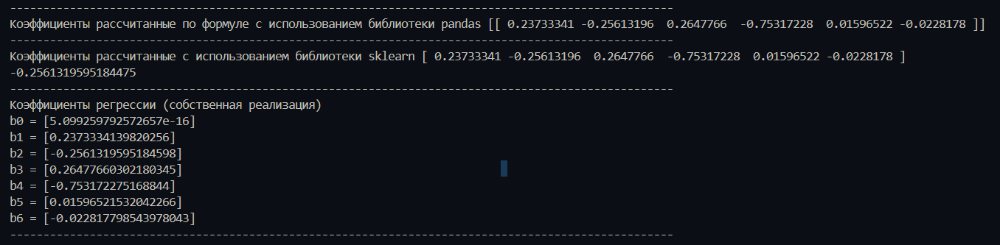 ----------------------------------------------------------------------------------------------------
Коэффициенты рассчитанные по формуле с использованием библиотеки pandas [[ 0.23733341 -0.25613196  0.2647766  -0.75317228  0.01596522 -0.0228178 ]]
----------------------------------------------------------------------------------------------------
Коэффициенты рассчитанные с использованием библиотеки sklearn [ 0.23733341 -0.25613196  0.2647766  -0.75317228  0.01596522 -0.0228178 ]
-0.2561319595184475
----------------------------------------------------------------------------------------------------
Коэффициенты регрессии (собственная реализация)
b0 = [5.099259792572657e-16]
b1 = [0.2373334139820256]
b2 = [-0.2561319595184598]
b3 = [0.26477660302180345]
b4 = [-0.753172275168844]
b5 = [0.01596521532042266]
b6 = [-0.022817798543978043]
----------------------------------------------------------------------------------------------------